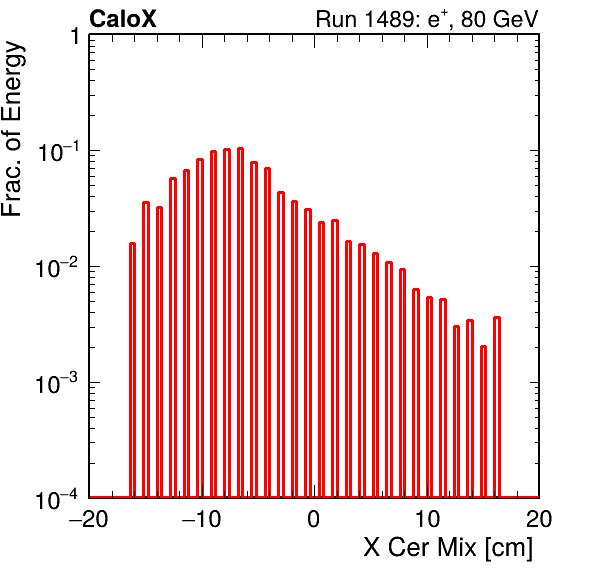 CaloX Run 1489: e⁺, 80 GeV
Frac. of Energy
1
10⁻¹
10⁻²
10⁻³
10⁻⁴
−20 −10 0 10 20
X Cer Mix [cm]